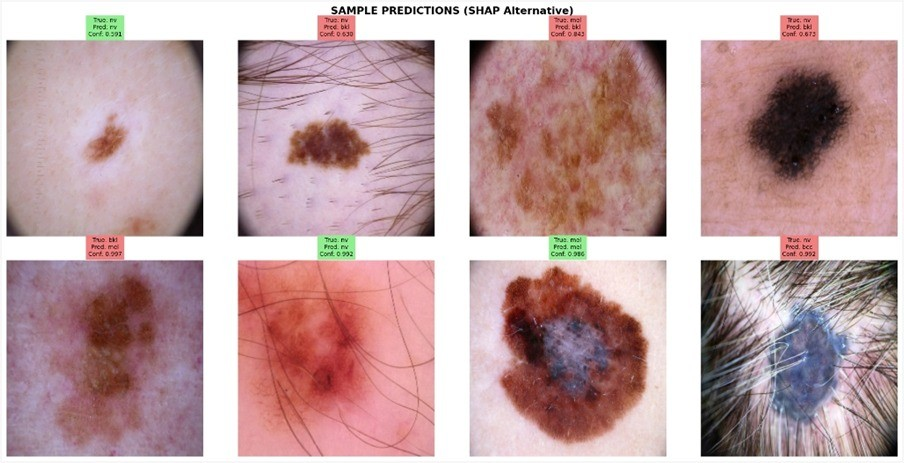 SAMPLE PREDICTIONS (SHAP Alternative)
True: nv
Pred: nv
Conf: 0.591
True: nv
Pred: bkl
Conf: 0.630
True: mel
Pred: bkl
Conf: 0.843
True: nv
Pred: bkl
Conf: 0.673
True: bkl
Pred: mel
Conf: 0.997
True: nv
Pred: nv
Conf: 0.992
True: mel
Pred: mel
Conf: 0.986
True: nv
Pred: bcc
Conf: 0.992